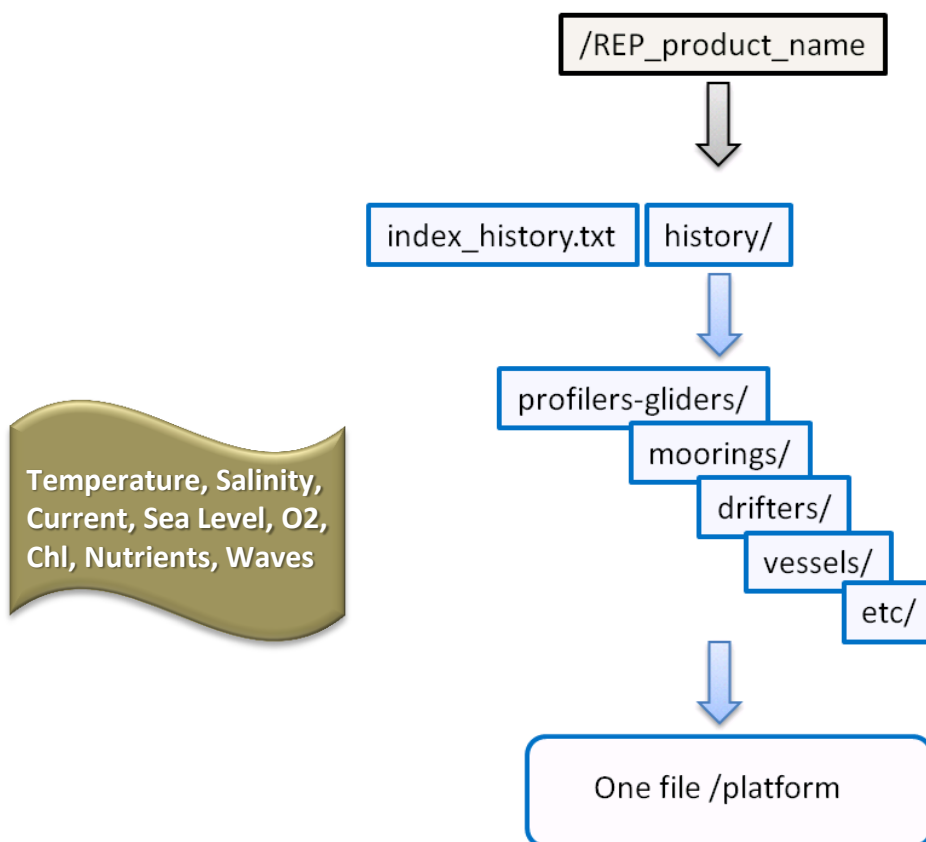 /REP_product_name
index_history.txt
history/
profilers-gliders/
moorings/
drifters/
vessels/
etc/
Temperature, Salinity,
Current, Sea Level, O2,
Chl, Nutrients, Waves
One file /platform